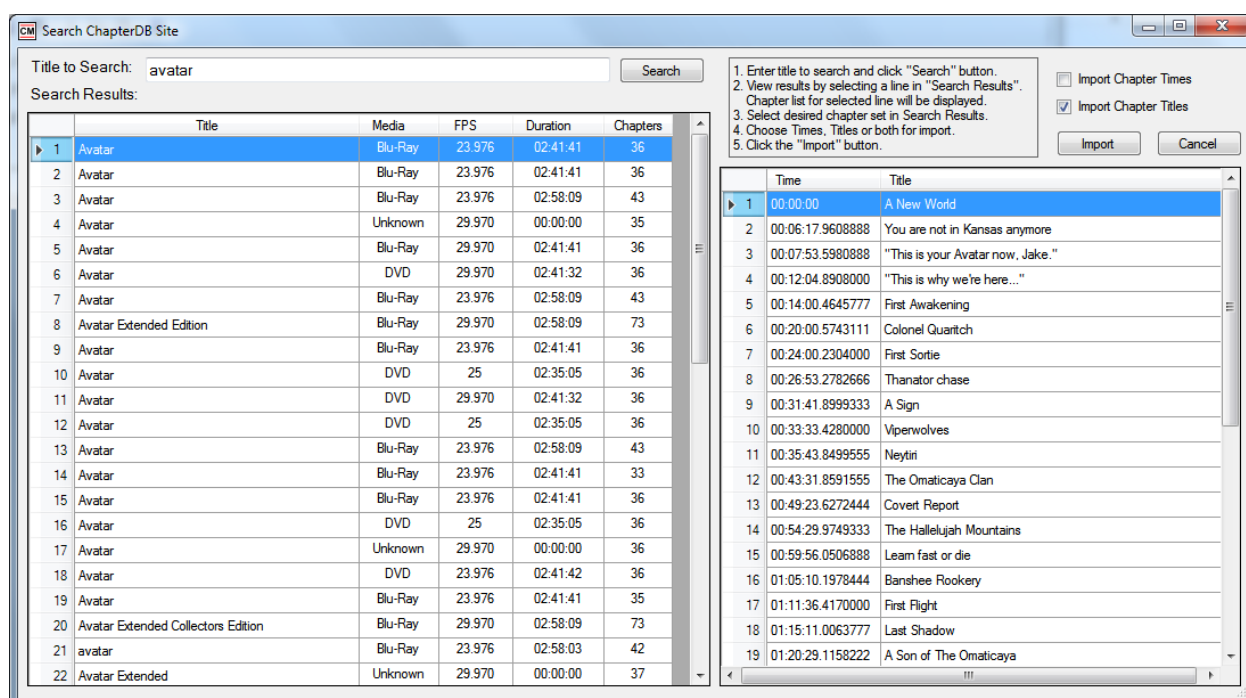 CM Search ChapterDB Site
Title to Search: avatar Search
Search Results:
1. Enter title to search and click "Search" button.
2. View results by selecting a line in "Search Results".
Chapter list for selected line will be displayed.
3. Select desired chapter set in Search Results.
4. Choose Times, Titles or both for import.
5. Click the "Import" button.
Import Chapter Times
Import Chapter Titles
Import Cancel
Title Media FPS Duration Chapters
1 Avatar Blu-Ray 23.976 02:41:41 36
2 Avatar Blu-Ray 23.976 02:41:41 36
3 Avatar Blu-Ray 23.976 02:58:09 43
4 Avatar Unknown 29.970 00:00:00 35
5 Avatar Blu-Ray 29.970 02:41:41 36
6 Avatar DVD 29.970 02:41:32 36
7 Avatar Blu-Ray 23.976 02:58:09 43
8 Avatar Extended Edition Blu-Ray 29.970 02:58:09 73
9 Avatar Blu-Ray 23.976 02:41:41 36
10 Avatar DVD 25 02:35:05 36
11 Avatar DVD 29.970 02:41:32 36
12 Avatar DVD 25 02:35:05 36
13 Avatar Blu-Ray 23.976 02:58:09 43
14 Avatar Blu-Ray 23.976 02:41:41 33
15 Avatar Blu-Ray 23.976 02:41:41 36
16 Avatar DVD 25 02:35:05 36
17 Avatar Unknown 29.970 00:00:00 36
18 Avatar DVD 23.976 02:41:42 36
19 Avatar Blu-Ray 23.976 02:41:41 35
20 Avatar Extended Collectors Edition Blu-Ray 29.970 02:58:09 73
21 avatar Blu-Ray 23.976 02:58:03 42
22 Avatar Extended Unknown 29.970 00:00:00 37
Time Title
1 00:00:00 A New World
2 00:06:17.9608888 You are not in Kansas anymore
3 00:07:53.5980888 "This is your Avatar now, Jake."
4 00:12:04.8908000 "This is why we're here..."
5 00:14:00.4645777 First Awakening
6 00:20:00.5743111 Colonel Quaritch
7 00:24:00.2304000 First Sortie
8 00:26:53.2782666 Thanator chase
9 00:31:41.8999333 A Sign
10 00:33:33.4280000 Viperwolves
11 00:35:43.8499555 Neytiri
12 00:43:31.8591555 The Omaticaya Clan
13 00:49:23.6272444 Covert Report
14 00:54:29.9749333 The Hallelujah Mountains
15 00:59:56.0506888 Learn fast or die
16 01:05:10.1978444 Banshee Rookery
17 01:11:36.4170000 First Flight
18 01:15:11.0063777 Last Shadow
19 01:20:29.1158222 A Son of The Omaticaya